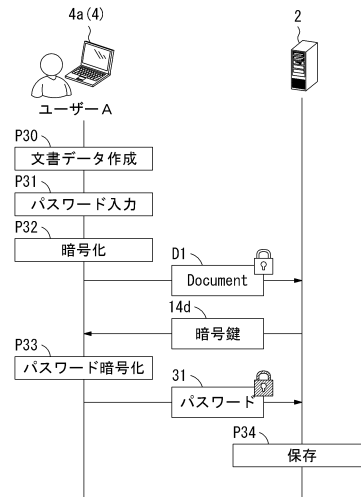 4a(4)
2
ユーザーA
P30
文書データ作成
P31
パスワード入力
P32
暗号化
D1
Document
14d
暗号鍵
P33
パスワード暗号化
31
パスワード
P34
保存